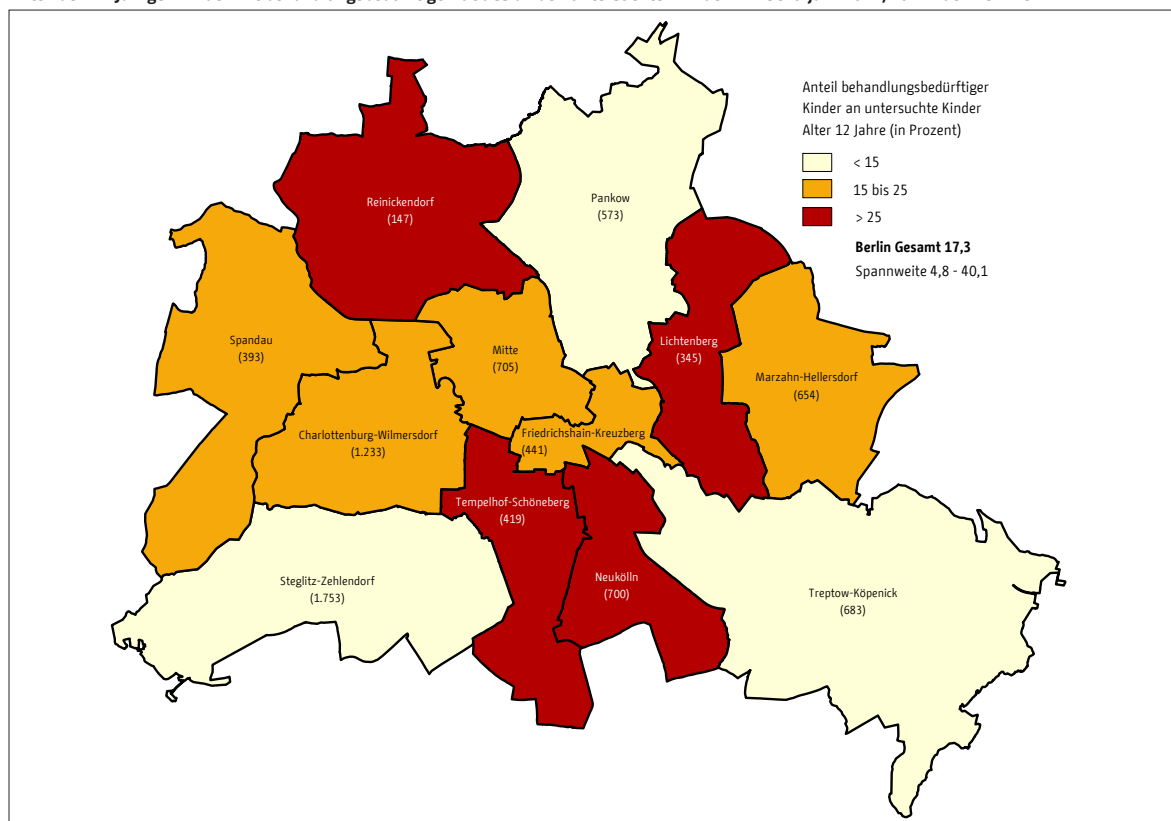 Anteil behandlungsbedürftiger
Kinder an untersuchte Kinder
Alter 12 Jahre (in Prozent)
< 15
15 bis 25
> 25
Berlin Gesamt 17,3
Spannweite 4,8 - 40,1
Reinickendorf
(147)
Pankow
(573)
Spandau
(393)
Mitte
(705)
Lichtenberg
(345)
Marzahn-Hellersdorf
(654)
Charlottenburg-Wilmersdorf
(1.233)
Friedrichshain-Kreuzberg
(441)
Tempelhof-Schöneberg
(419)
Neukölln
(700)
Steglitz-Zehlendorf
(1.753)
Treptow-Köpenick
(683)